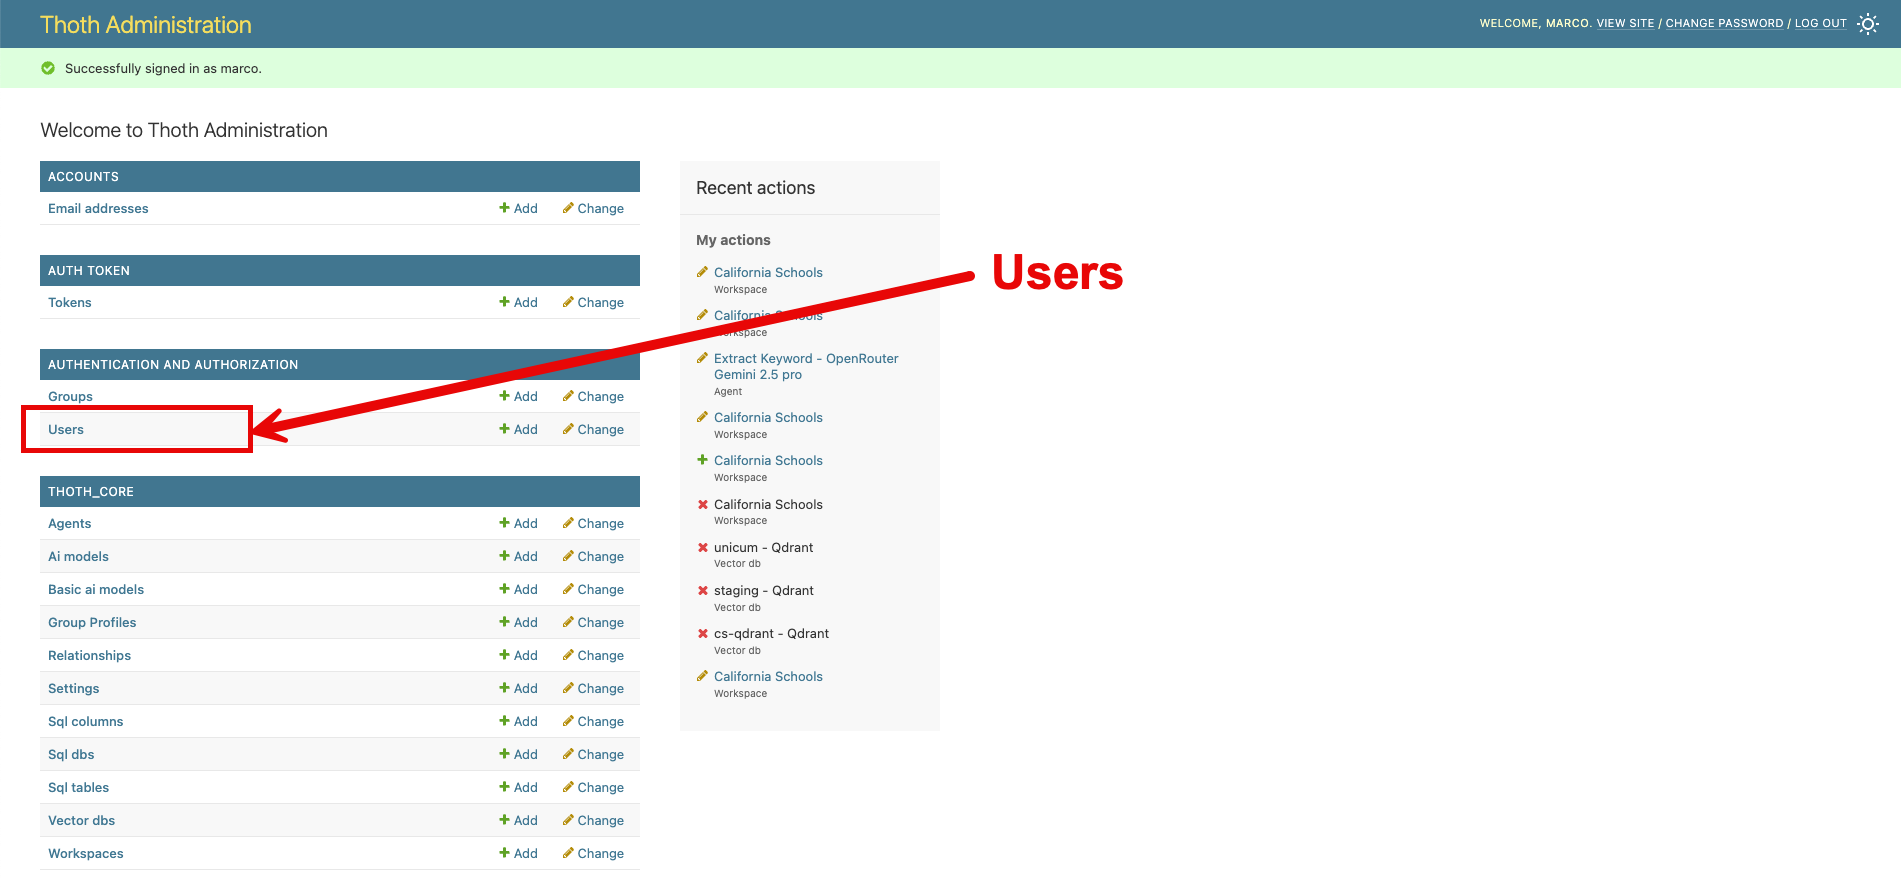 Thoth Administration
WELCOME, MARCO. VIEW SITE / CHANGE PASSWORD / LOG OUT
Successfully signed in as marco.
Welcome to Thoth Administration
ACCOUNTS
Email addresses Add Change
AUTH TOKEN
Tokens Add Change
AUTHENTICATION AND AUTHORIZATION
Groups Add Change
Users Add Change
THOTH_CORE
Agents Add Change
Ai models Add Change
Basic ai models Add Change
Group Profiles Add Change
Relationships Add Change
Settings Add Change
Sql columns Add Change
Sql dbs Add Change
Sql tables Add Change
Vector dbs Add Change
Workspaces Add Change
Recent actions
My actions
California Schools
Workspace
California Schools
Workspace
Extract Keyword - OpenRouter
Gemini 2.5 pro
Agent
California Schools
Workspace
California Schools
Workspace
California Schools
Workspace
unicum - Qdrant
Vector db
staging - Qdrant
Vector db
cs-qdrant - Qdrant
Vector db
California Schools
Workspace
Users